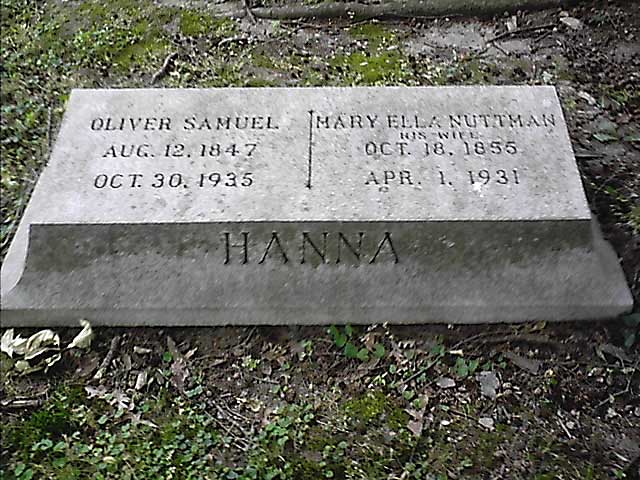 OLIVER SAMUEL
AUG. 12, 1847
OCT. 30, 1935
MARY ELLA NUTTMAN
HIS WIFE
OCT. 18, 1855
APR. 1, 1931
HANNA